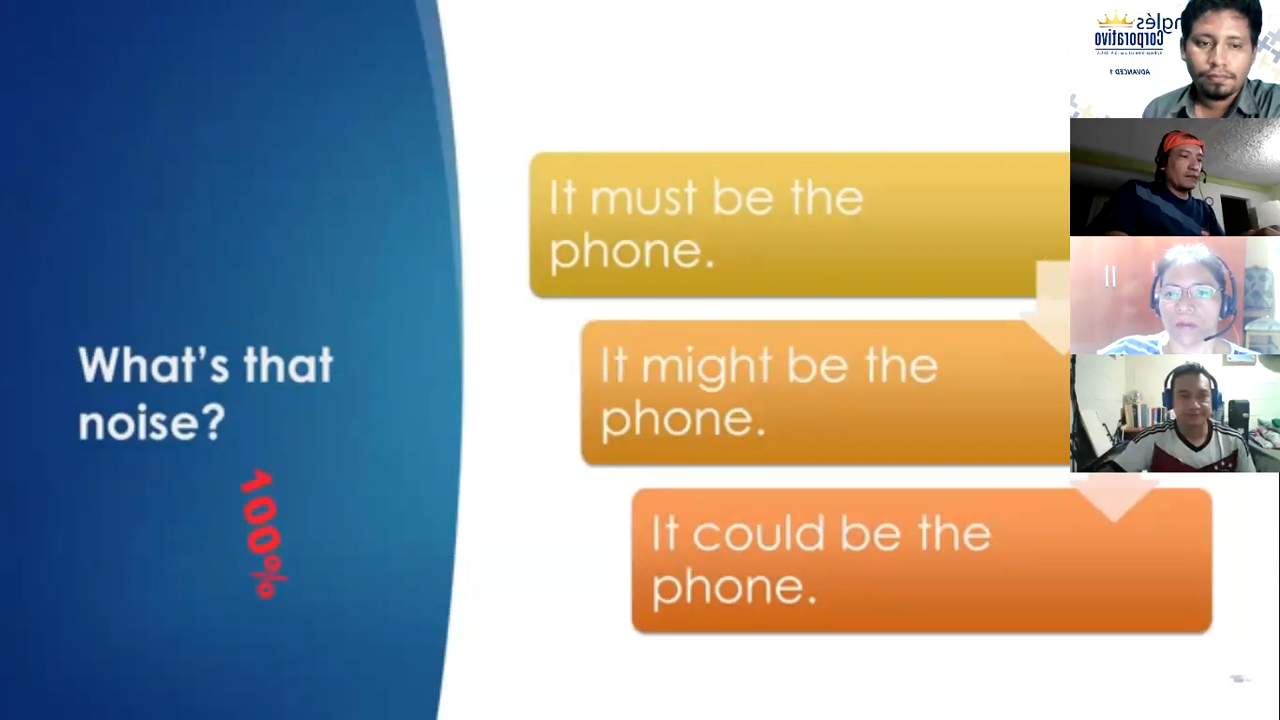 What's that
noise?
100%
It must be the
phone.
It might be the
phone.
It could be the
phone.
Inglés
Corporativo
ADVANCED 1